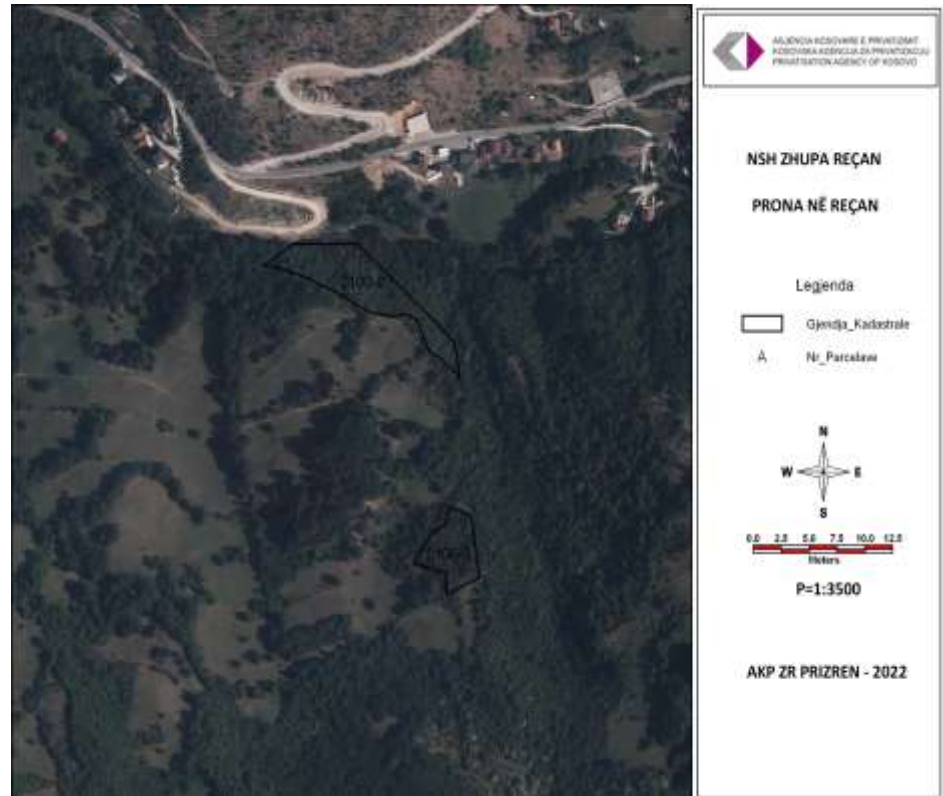 AGJENCIA KOSOVARE E PRIVATIZIMIT
KOSOVSKA AGENCIJA ZA PRIVATIZACIJU
PRIVATISATION AGENCY OF KOSOVO
NSH ZHUPA REÇAN
PRONA NË REÇAN
Legjenda
Gjendja_Kadastrale
A Nr_Parcelave
N
W E
S
0.0 2.5 5.0 7.5 10.0 12.5
Meters
P=1:3500
AKP ZR PRIZREN - 2022